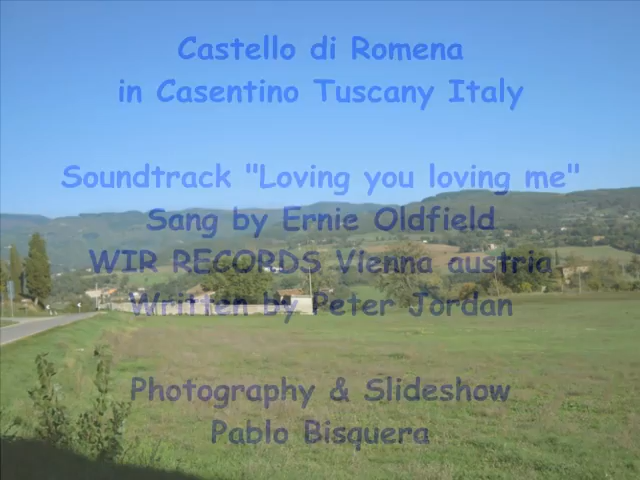 Castello di Romena
in Casentino Tuscany Italy
Soundtrack "Loving you loving me"
Sang by Ernie Oldfield
WIR RECORDS Vienna austria
Written by Peter Jordan
Photography & Slideshow
Pablo Bisquera